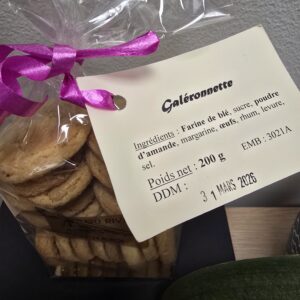 Galéronnette
Ingrédients : Farine de blé, sucre, poudre
d'amande, margarine, œufs, rhum, levure,
sel.
Poids net : 200 g
EMB : 3021A
DDM :
31 MARS 2026